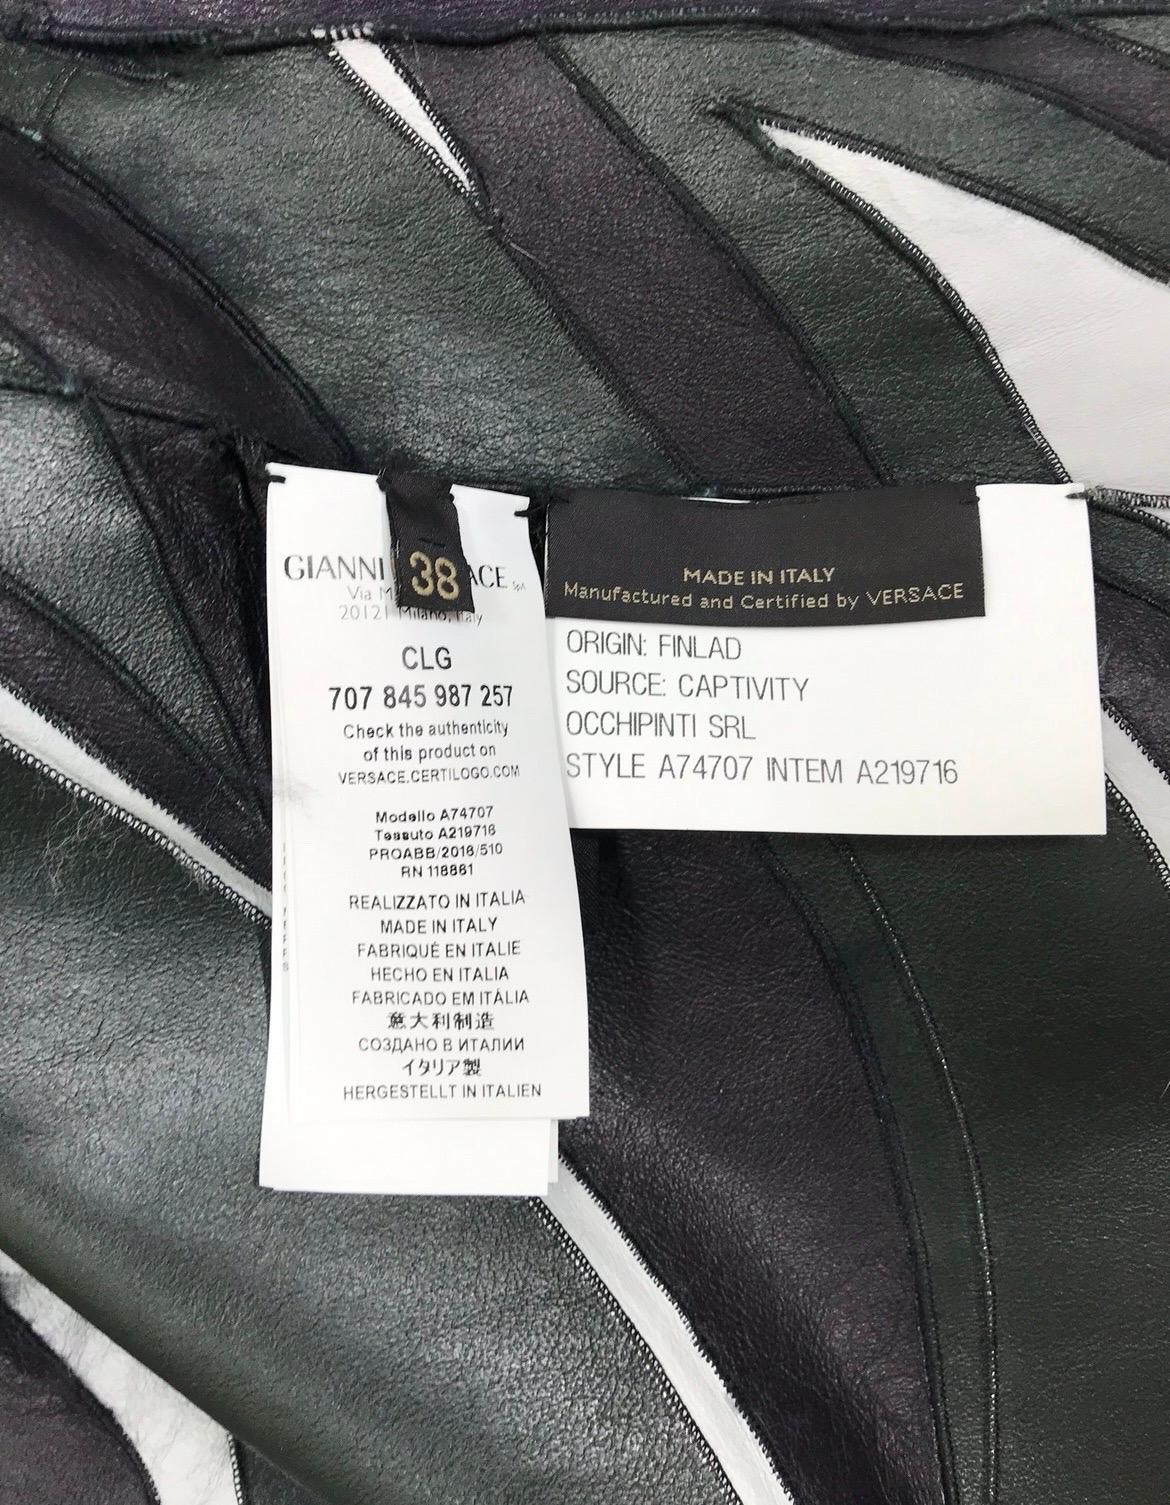 GIANNI
38
ACE SpA
Via
20121 Milano, Italy
CLG
707 845 987 257
Check the authenticity
of this product on
VERSACE.CERTILOGO.COM
Modello A74707
Tessuto A219716
PROABB/2016/510
RN 118861
REALIZZATO IN ITALIA
MADE IN ITALY
FABRIQUÉ EN ITALIE
HECHO EN ITALIA
FABRICADO EM ITÁLIA
意大利制造
СОЗДАНО В ИТАЛИИ
イタリア製
HERGESTELLT IN ITALIEN
MADE IN ITALY
Manufactured and Certified by VERSACE
ORIGIN: FINLAD
SOURCE: CAPTIVITY
OCCHIPINTI SRL
STYLE A74707 INTEM A219716